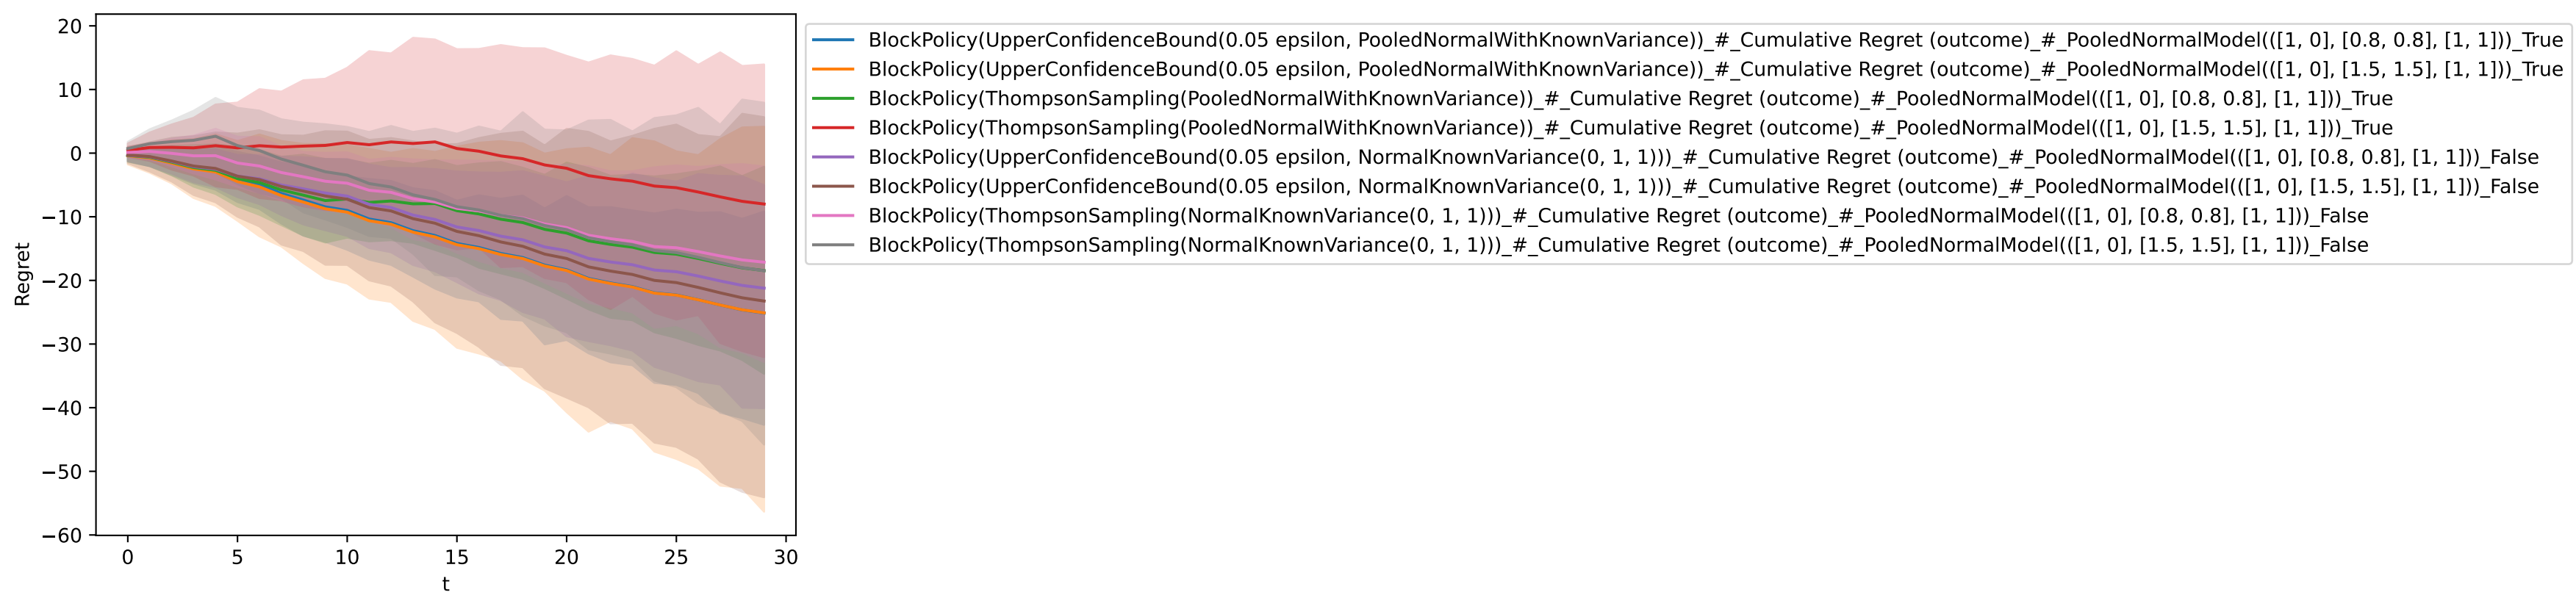 20
10
0
−10
−20
−30
−40
−50
−60
Regret
0 5 10 15 20 25 30
t
BlockPolicy(UpperConfidenceBound(0.05 epsilon, PooledNormalWithKnownVariance))_#_Cumulative Regret (outcome)_#_PooledNormalModel(([1, 0], [0.8, 0.8], [1, 1]))_True
BlockPolicy(UpperConfidenceBound(0.05 epsilon, PooledNormalWithKnownVariance))_#_Cumulative Regret (outcome)_#_PooledNormalModel(([1, 0], [1.5, 1.5], [1, 1]))_True
BlockPolicy(ThompsonSampling(PooledNormalWithKnownVariance))_#_Cumulative Regret (outcome)_#_PooledNormalModel(([1, 0], [0.8, 0.8], [1, 1]))_True
BlockPolicy(ThompsonSampling(PooledNormalWithKnownVariance))_#_Cumulative Regret (outcome)_#_PooledNormalModel(([1, 0], [1.5, 1.5], [1, 1]))_True
BlockPolicy(UpperConfidenceBound(0.05 epsilon, NormalKnownVariance(0, 1, 1)))_#_Cumulative Regret (outcome)_#_PooledNormalModel(([1, 0], [0.8, 0.8], [1, 1]))_False
BlockPolicy(UpperConfidenceBound(0.05 epsilon, NormalKnownVariance(0, 1, 1)))_#_Cumulative Regret (outcome)_#_PooledNormalModel(([1, 0], [1.5, 1.5], [1, 1]))_False
BlockPolicy(ThompsonSampling(NormalKnownVariance(0, 1, 1)))_#_Cumulative Regret (outcome)_#_PooledNormalModel(([1, 0], [0.8, 0.8], [1, 1]))_False
BlockPolicy(ThompsonSampling(NormalKnownVariance(0, 1, 1)))_#_Cumulative Regret (outcome)_#_PooledNormalModel(([1, 0], [1.5, 1.5], [1, 1]))_False